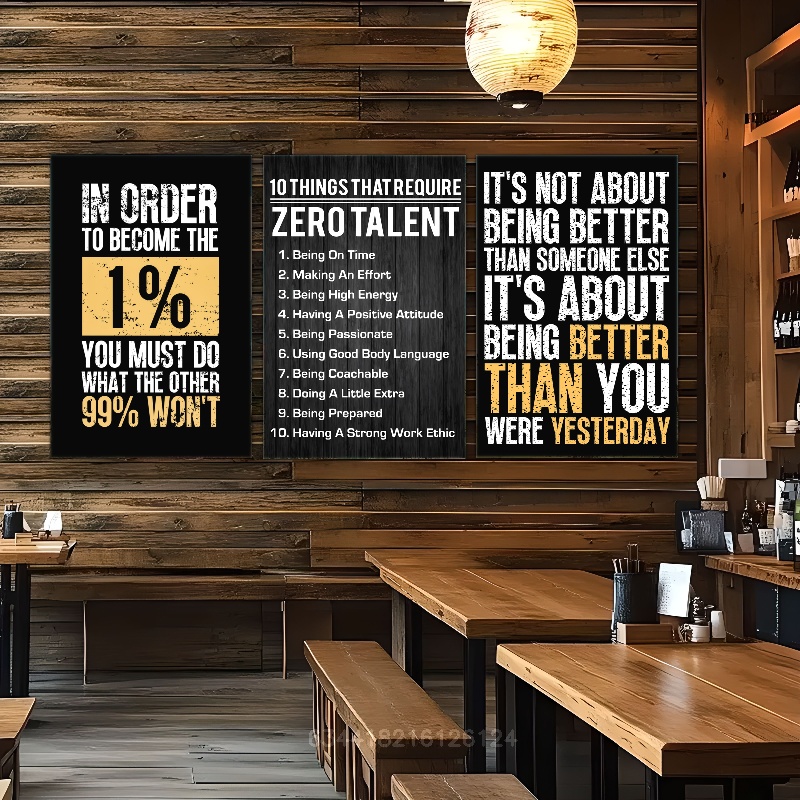 IN ORDER
TO BECOME THE
1%
YOU MUST DO
WHAT THE OTHER
99% WON'T
10 THINGS THAT REQUIRE
ZERO TALENT
1. Being On Time
2. Making An Effort
3. Being High Energy
4. Having A Positive Attitude
5. Being Passionate
6. Using Good Body Language
7. Being Coachable
8. Doing A Little Extra
9. Being Prepared
10. Having A Strong Work Ethic
IT'S NOT ABOUT
BEING BETTER
THAN SOMEONE ELSE
IT'S ABOUT
BEING BETTER
THAN YOU
WERE YESTERDAY